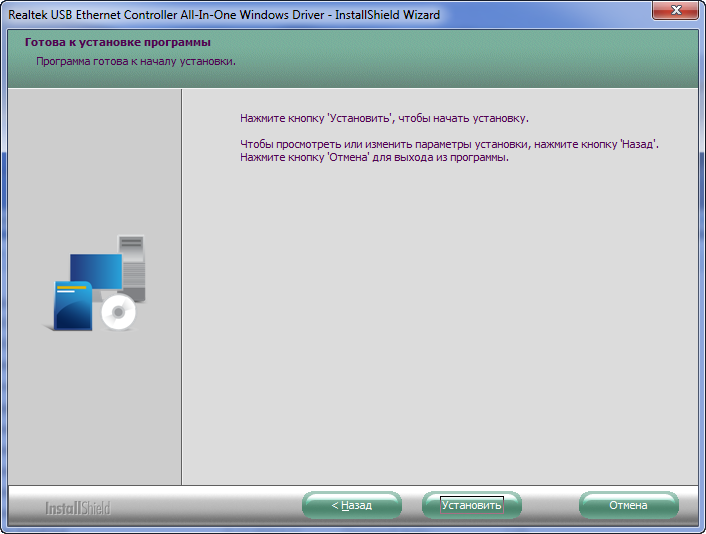 Realtek USB Ethernet Controller All-In-One Windows Driver - InstallShield Wizard
Готова к установке программы
Программа готова к началу установки.
Нажмите кнопку 'Установить', чтобы начать установку.
Чтобы просмотреть или изменить параметры установки, нажмите кнопку 'Назад'.
Нажмите кнопку 'Отмена' для выхода из программы.
InstallShield
< Назад
Установить
Отмена